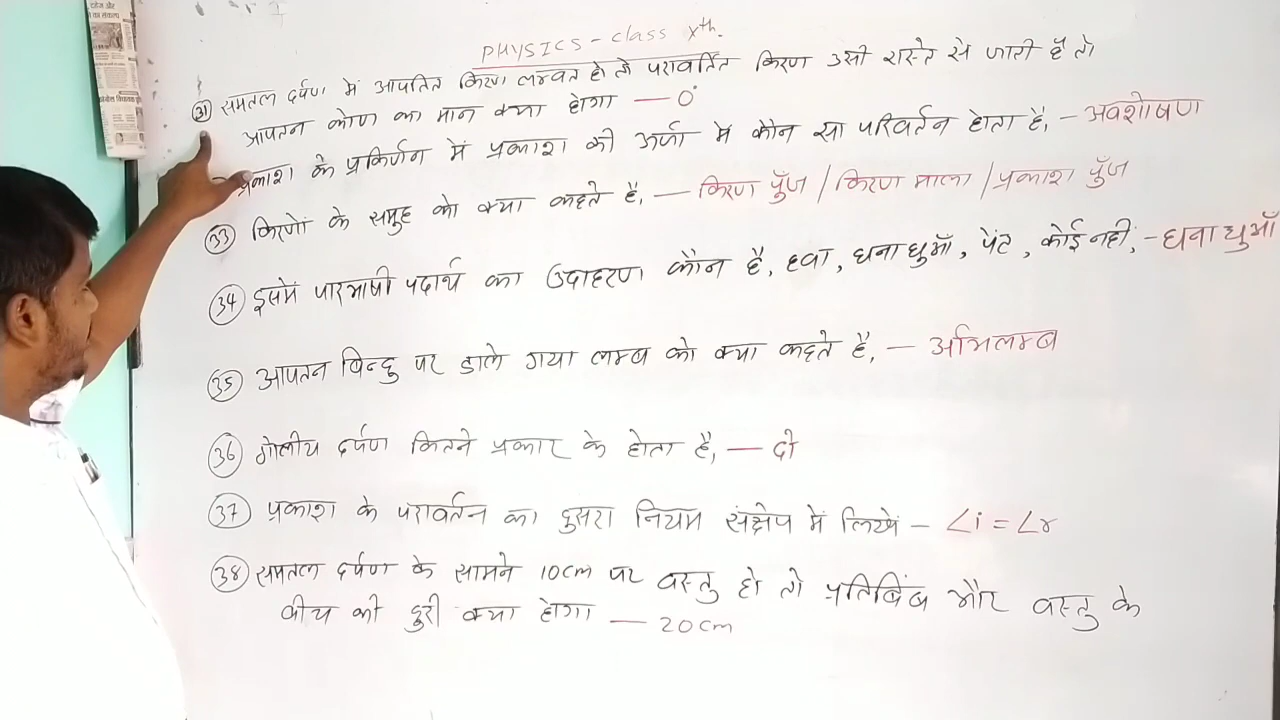 PHYSICS - class Xth.
(31) समतल दर्पण में आपतित किरण लम्बत हो तो परावर्तित किरण उसी रास्ते से जाती है तो
आपतन कोण का मान क्या होगा — 0°
प्रकाश के प्रकिर्णन में प्रकाश की ऊर्जा में कौन सा परिवर्तन होता है, - अवशोषण
(33) किरणों के समुह को क्या कहते है, — किरण पुँज / किरण माला / प्रकाश पुँज
(34) इसमें पारभाषी पदार्थ का उदाहरण कौन है, हवा, घना धुआँ, पेंट, कोई नहीं, - घना धुआँ
(35) आपतन बिन्दु पर डाले गया लम्ब को क्या कहते है, — अभिलम्ब
(36) गोलीय दर्पण कितने प्रकार के होता है, — दो
(37) प्रकाश के परावर्तन का दुसरा नियम संक्षेप में लिखें - ∠i = ∠r
(38) समतल दर्पण के सामने 10cm पर वस्तु हो तो प्रतिबिंब और वस्तु के
बीच की दुरी क्या होगा — 20cm